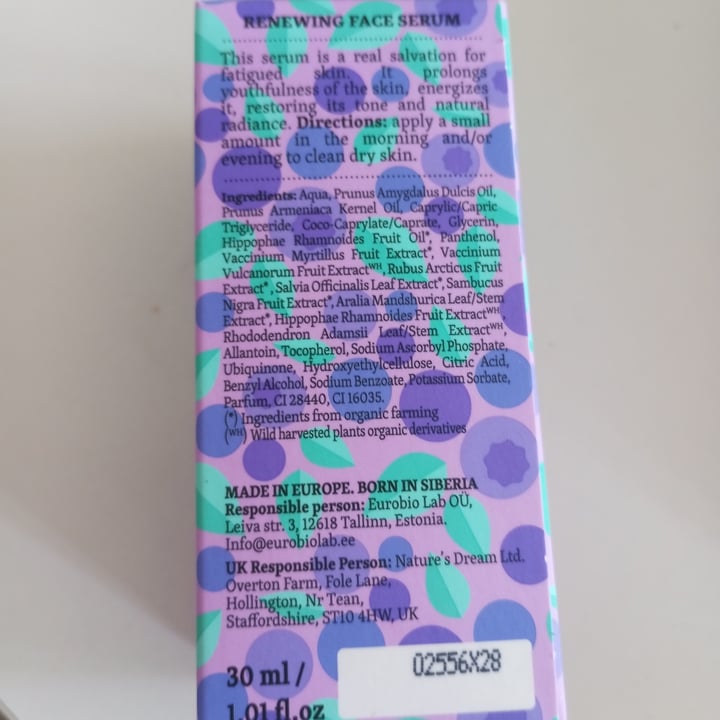 RENEWING FACE SERUM
This serum is a real salvation for
fatigued skin. It prolongs
youthfulness of the skin, energizes
it, restoring its tone and natural
radiance. Directions: apply a small
amount in the morning and/or
evening to clean dry skin.
Ingredients: Aqua, Prunus Amygdalus Dulcis Oil,
Prunus Armeniaca Kernel Oil, Caprylic/Capric
Triglyceride, Coco-Caprylate/Caprate, Glycerin,
Hippophae Rhamnoides Fruit Oil*, Panthenol,
Vaccinium Myrtillus Fruit Extract*, Vaccinium
Vulcanorum Fruit Extractᵂᴴ, Rubus Arcticus Fruit
Extract*, Salvia Officinalis Leaf Extract*, Sambucus
Nigra Fruit Extract*, Aralia Mandshurica Leaf/Stem
Extract*, Hippophae Rhamnoides Fruit Extractᵂᴴ,
Rhododendron Adamsii Leaf/Stem Extractᵂᴴ,
Allantoin, Tocopherol, Sodium Ascorbyl Phosphate,
Ubiquinone, Hydroxyethylcellulose, Citric Acid,
Benzyl Alcohol, Sodium Benzoate, Potassium Sorbate,
Parfum, CI 28440, CI 16035.
(*) Ingredients from organic farming
(ᵂᴴ) Wild harvested plants organic derivatives
MADE IN EUROPE. BORN IN SIBERIA
Responsible person: Eurobio Lab OÜ,
Leiva str. 3, 12618 Tallinn, Estonia.
Info@eurobiolab.ee
UK Responsible Person: Nature's Dream Ltd.
Overton Farm, Fole Lane,
Hollington, Nr Tean,
Staffordshire, ST10 4HW, UK
30 ml /
1.01 fl.oz
02556X28